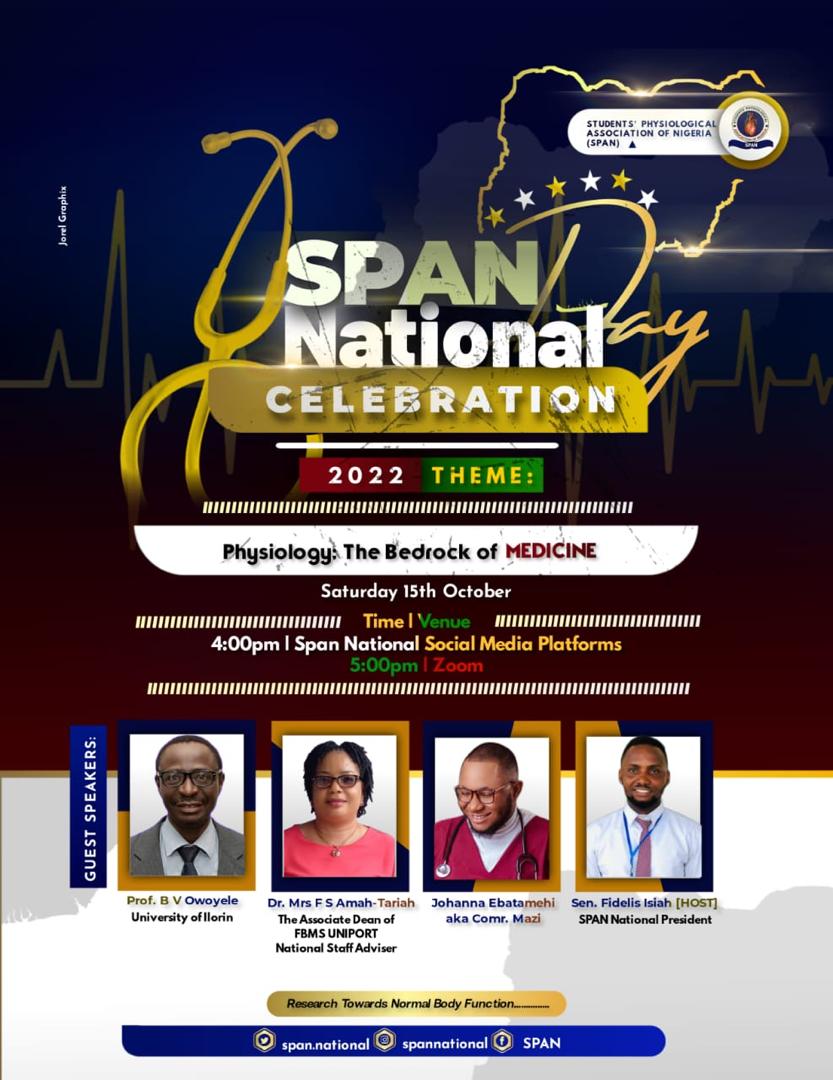 STUDENTS' PHYSIOLOGICAL
ASSOCIATION OF NIGERIA
(SPAN)
SPAN
Jorel Graphix
SPAN
Day
National
CELEBRATION
2022 THEME:
Physiology: The Bedrock of MEDICINE
Saturday 15th October
Time | Venue
4:00pm | Span National Social Media Platforms
5:00pm | Zoom
GUEST SPEAKERS:
Prof. B V Owoyele
University of Ilorin
Dr. Mrs F S Amah-Tariah
The Associate Dean of
FBMS UNIPORT
National Staff Adviser
Johanna Ebatamehi
aka Comr. Mazi
Sen. Fidelis Isiah [HOST]
SPAN National President
Research Towards Normal Body Function..............
span.national spannational SPAN